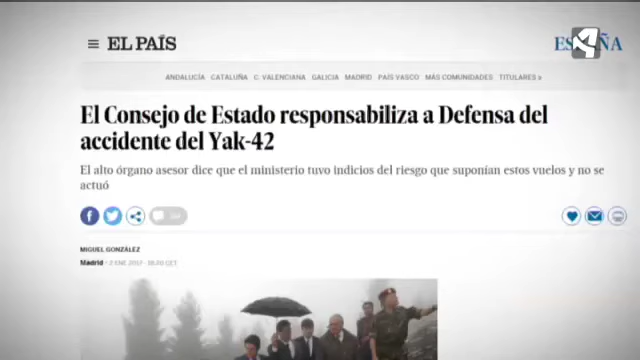 EL PAÍS
ANDALUCÍA CATALUÑA C. VALENCIANA GALICIA MADRID PAÍS VASCO MÁS COMUNIDADES TITULARES »
El Consejo de Estado responsabiliza a Defensa del
accidente del Yak-42
El alto órgano asesor dice que el ministerio tuvo indicios del riesgo que suponían estos vuelos y no se
actuó
MIGUEL GONZÁLEZ
Madrid